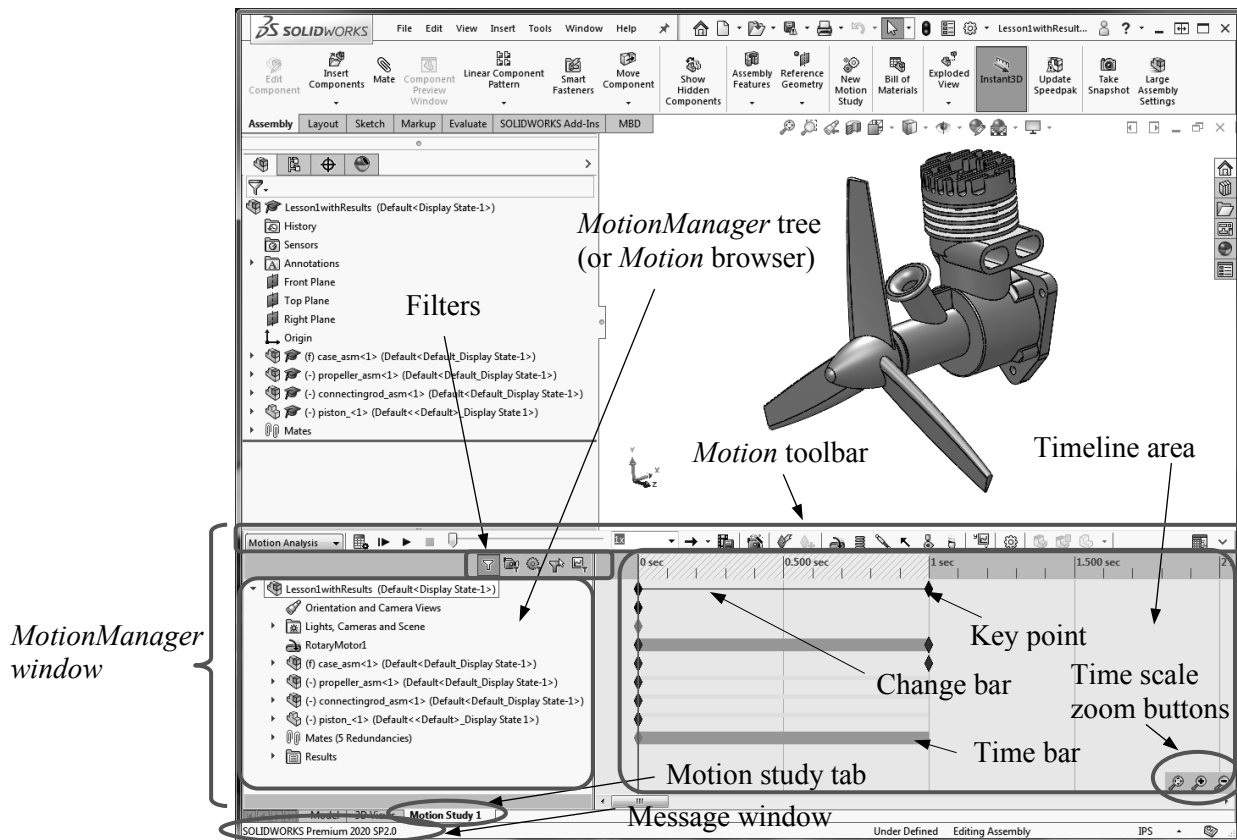 SOLIDWORKS File Edit View Insert Tools Window Help Lesson1withResult... ?
Edit Component
Insert Components
Mate
Component Preview Window
Linear Component Pattern
Smart Fasteners
Move Component
Show Hidden Components
Assembly Features
Reference Geometry
New Motion Study
Bill of Materials
Exploded View
Instant3D
Update Speedpak
Take Snapshot
Large Assembly Settings
Assembly Layout Sketch Markup Evaluate SOLIDWORKS Add-Ins MBD
Lesson1withResults (Default<Display State-1>)
History
Sensors
Annotations
Front Plane
Top Plane
Right Plane
Origin
(f) case_asm<1> (Default<Default_Display State-1>)
(-) propeller_asm<1> (Default<Default_Display State-1>)
(-) connectingrod_asm<1> (Default<Default_Display State-1>)
(-) piston_<1> (Default<<Default>_Display State 1>)
Mates
MotionManager tree
(or Motion browser)
Filters
Motion toolbar
Timeline area
Y
X
Z
Motion Analysis
1x
0 sec 0.500 sec 1 sec 1.500 sec 2
Lesson1withResults (Default<Display State-1>)
Orientation and Camera Views
Lights, Cameras and Scene
RotaryMotor1
(f) case_asm<1> (Default<Default_Display State-1>)
(-) propeller_asm<1> (Default<Default_Display State-1>)
(-) connectingrod_asm<1> (Default<Default_Display State-1>)
(-) piston_<1> (Default<<Default>_Display State 1>)
Mates (5 Redundancies)
Results
MotionManager
window
Key point
Change bar
Time scale
zoom buttons
Time bar
Motion study tab
Model 3D Views Motion Study 1
Message window
SOLIDWORKS Premium 2020 SP2.0
Under Defined Editing Assembly IPS